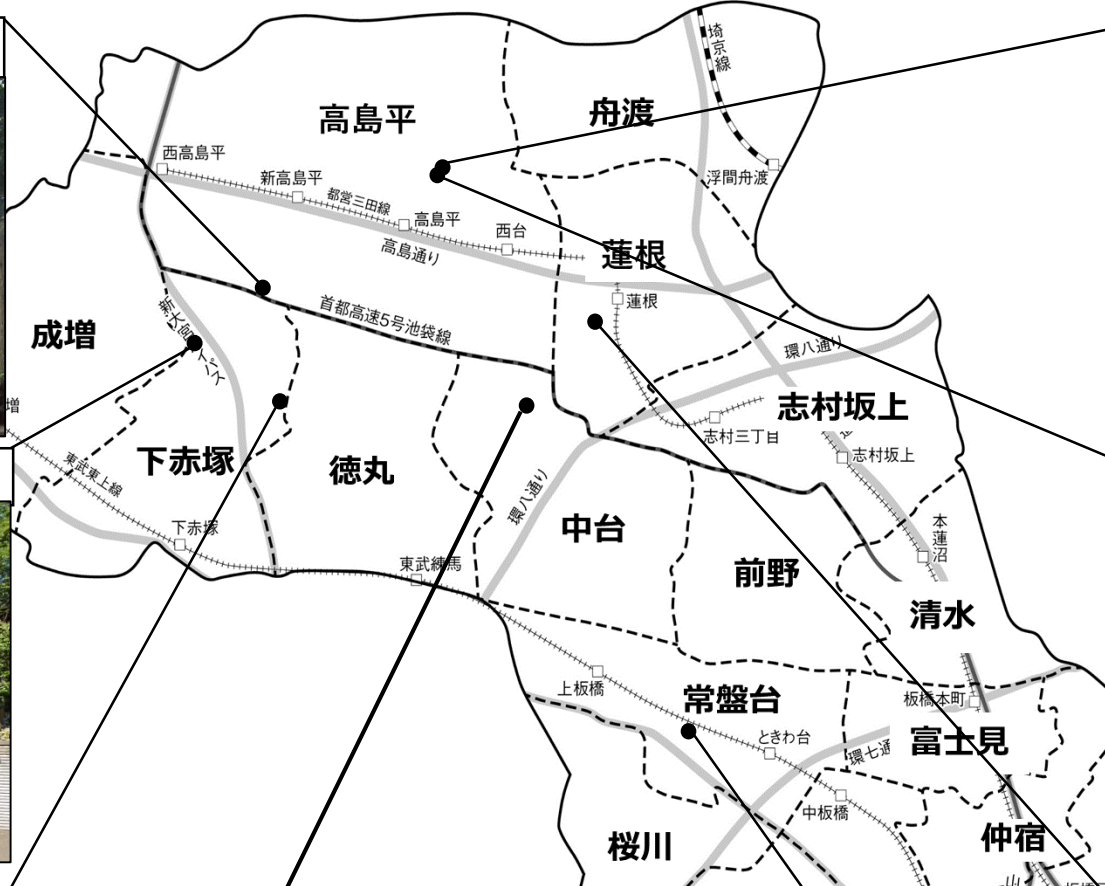 埼京線
高島平
舟渡
西高島平
浮間舟渡
新高島平
都営三田線
高島平
西台
高島通り
蓮根
蓮根
首都高速5号池袋線
新大宮バイパス
成増
環八通り
増
志村坂上
志村三丁目
志村坂上
下赤塚
徳丸
東武東上線
環八通り
中台
下赤塚
本蓮沼
東武練馬
前野
清水
上板橋
常盤台
板橋本町
ときわ台
富士見
環七通
中板橋
桜川
仲宿